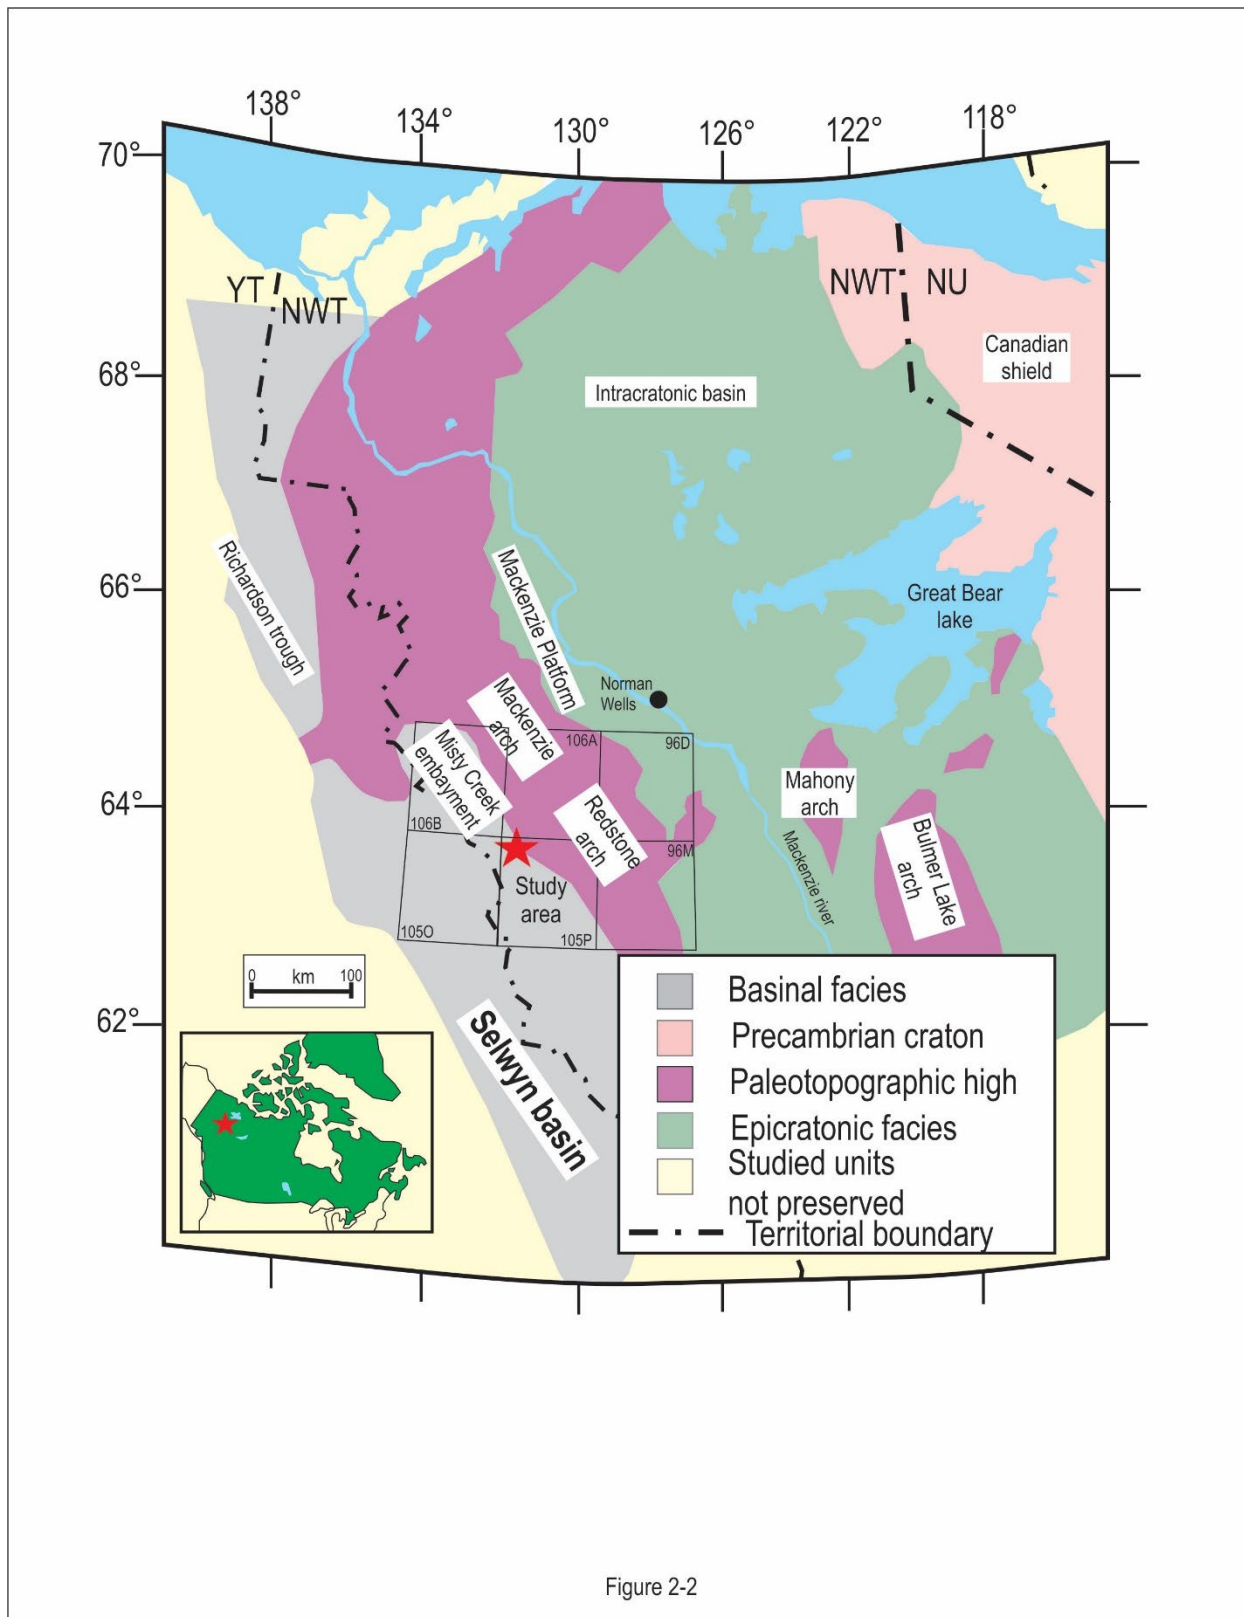 138°
134°
130°
126°
122°
118°
70°
68°
66°
64°
62°
YT
NWT
NWT
NU
Canadian
shield
Intracratonic basin
Richardson trough
Mackenzie Platform
Great Bear
lake
Norman
Wells
Mackenzie
arch
Misty Creek
embayment
106A
96D
106B
Redstone
arch
96M
Mahony
arch
Bulmer Lake
arch
Mackenzie river
Study
area
105O
105P
0 km 100
Selwyn basin
Basinal facies
Precambrian craton
Paleotopographic high
Epicratonic facies
Studied units
not preserved
Territorial boundary
Figure 2-2